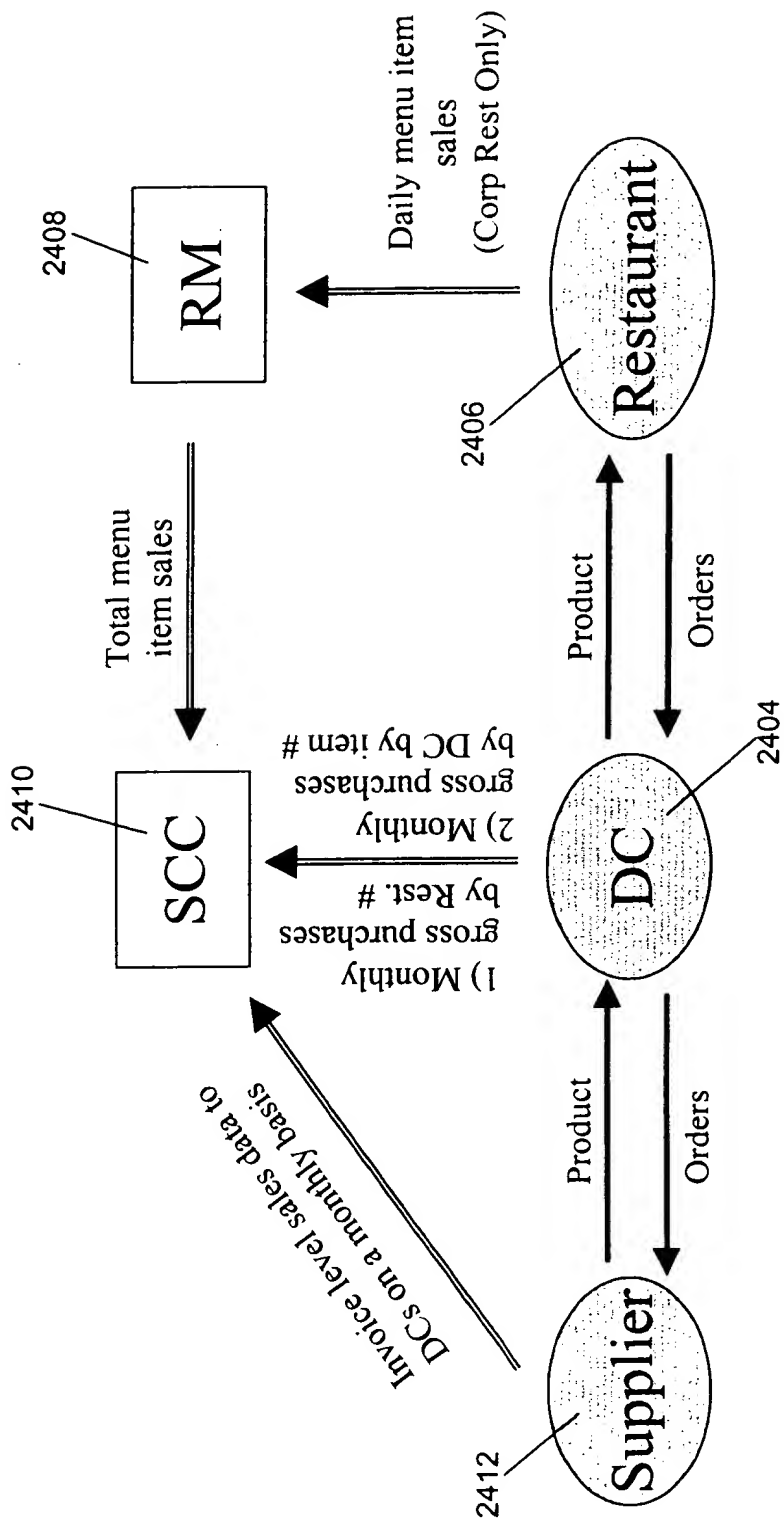 2410
SCC
Total menu
item sales
2408
RM
Invoice level sales data to
DCs on a monthly basis
1) Monthly
gross purchases
by Rest. #
2) Monthly
gross purchases
by DC by item #
Daily menu item
sales
(Corp Rest Only)
2412
Supplier
Product
Orders
DC
2404
Product
Orders
2406
Restaurant